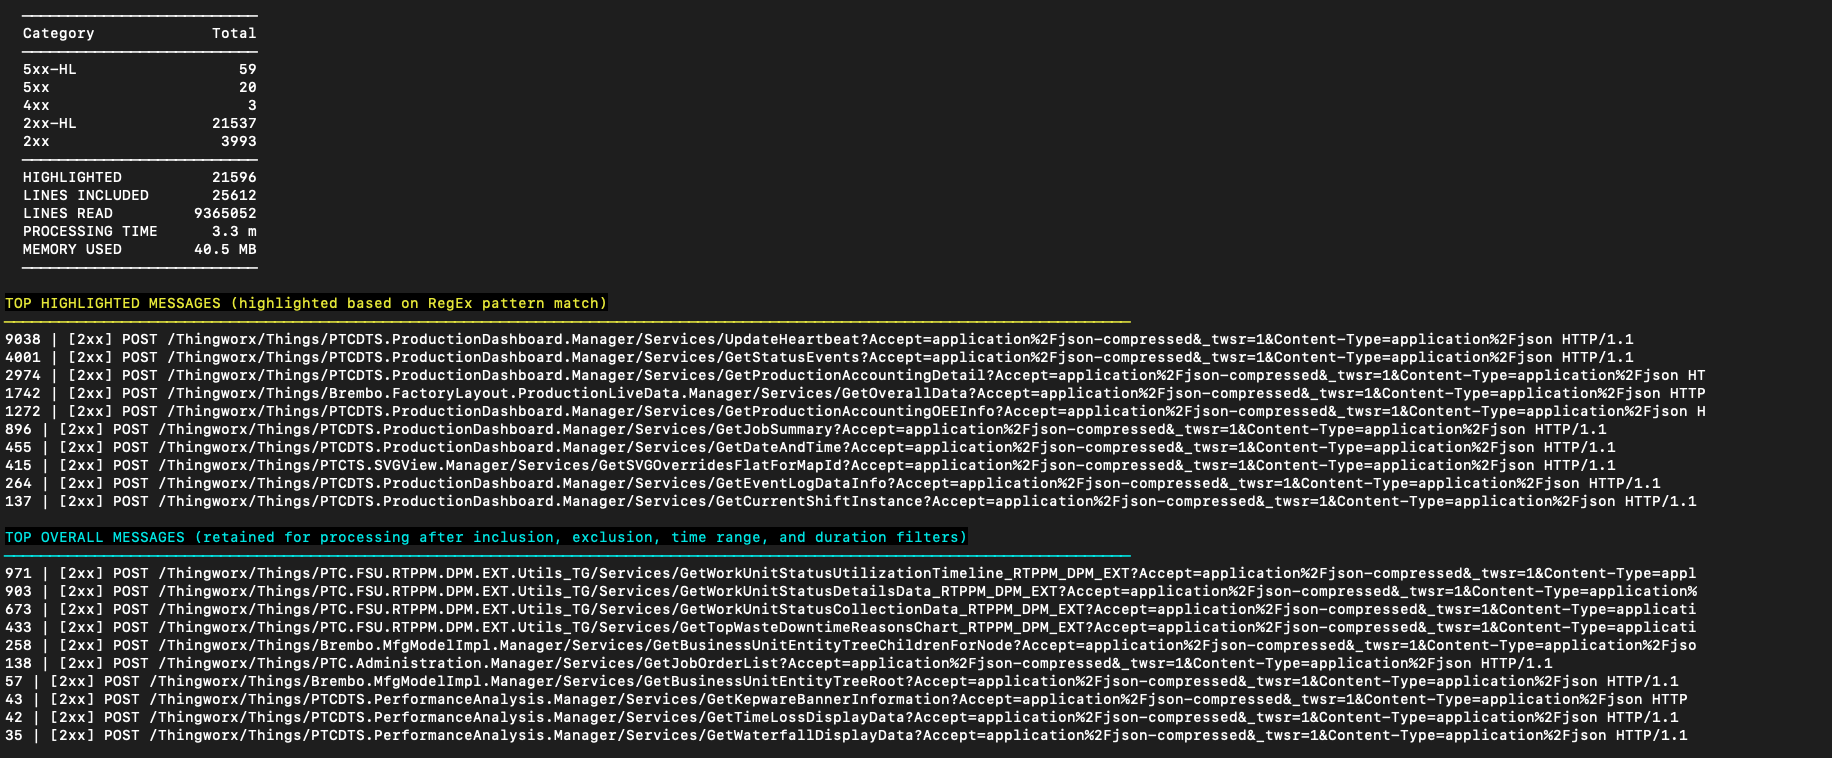 Category Total
5xx-HL 59
5xx 20
4xx 3
2xx-HL 21537
2xx 3993
HIGHLIGHTED 21596
LINES INCLUDED 25612
LINES READ 9365052
PROCESSING TIME 3.3 m
MEMORY USED 40.5 MB
TOP HIGHLIGHTED MESSAGES (highlighted based on RegEx pattern match)
9038 | [2xx] POST /Thingworx/Things/PTCDTS.ProductionDashboard.Manager/Services/UpdateHeartbeat?Accept=application%2Fjson-compressed&_twsr=1&Content-Type=application%2Fjson HTTP/1.1
4001 | [2xx] POST /Thingworx/Things/PTCDTS.ProductionDashboard.Manager/Services/GetStatusEvents?Accept=application%2Fjson-compressed&_twsr=1&Content-Type=application%2Fjson HTTP/1.1
2974 | [2xx] POST /Thingworx/Things/PTCDTS.ProductionDashboard.Manager/Services/GetProductionAccountingDetail?Accept=application%2Fjson-compressed&_twsr=1&Content-Type=application%2Fjson HT
1742 | [2xx] POST /Thingworx/Things/Brembo.FactoryLayout.ProductionLiveData.Manager/Services/GetOverallData?Accept=application%2Fjson-compressed&_twsr=1&Content-Type=application%2Fjson HTTP
1272 | [2xx] POST /Thingworx/Things/PTCDTS.ProductionDashboard.Manager/Services/GetProductionAccountingOEEInfo?Accept=application%2Fjson-compressed&_twsr=1&Content-Type=application%2Fjson H
896 | [2xx] POST /Thingworx/Things/PTCDTS.ProductionDashboard.Manager/Services/GetJobSummary?Accept=application%2Fjson-compressed&_twsr=1&Content-Type=application%2Fjson HTTP/1.1
455 | [2xx] POST /Thingworx/Things/PTCDTS.ProductionDashboard.Manager/Services/GetDateAndTime?Accept=application%2Fjson-compressed&_twsr=1&Content-Type=application%2Fjson HTTP/1.1
415 | [2xx] POST /Thingworx/Things/PTCTS.SVGView.Manager/Services/GetSVGOverridesFlatForMapId?Accept=application%2Fjson-compressed&_twsr=1&Content-Type=application%2Fjson HTTP/1.1
264 | [2xx] POST /Thingworx/Things/PTCDTS.ProductionDashboard.Manager/Services/GetEventLogDataInfo?Accept=application%2Fjson-compressed&_twsr=1&Content-Type=application%2Fjson HTTP/1.1
137 | [2xx] POST /Thingworx/Things/PTCDTS.ProductionDashboard.Manager/Services/GetCurrentShiftInstance?Accept=application%2Fjson-compressed&_twsr=1&Content-Type=application%2Fjson HTTP/1.1
TOP OVERALL MESSAGES (retained for processing after inclusion, exclusion, time range, and duration filters)
971 | [2xx] POST /Thingworx/Things/PTC.FSU.RTPPM.DPM.EXT.Utils_TG/Services/GetWorkUnitStatusUtilizationTimeline_RTPPM_DPM_EXT?Accept=application%2Fjson-compressed&_twsr=1&Content-Type=appl
903 | [2xx] POST /Thingworx/Things/PTC.FSU.RTPPM.DPM.EXT.Utils_TG/Services/GetWorkUnitStatusDetailsData_RTPPM_DPM_EXT?Accept=application%2Fjson-compressed&_twsr=1&Content-Type=application%
673 | [2xx] POST /Thingworx/Things/PTC.FSU.RTPPM.DPM.EXT.Utils_TG/Services/GetWorkUnitStatusCollectionData_RTPPM_DPM_EXT?Accept=application%2Fjson-compressed&_twsr=1&Content-Type=applicati
433 | [2xx] POST /Thingworx/Things/PTC.FSU.RTPPM.DPM.EXT.Utils_TG/Services/GetTopWasteDowntimeReasonsChart_RTPPM_DPM_EXT?Accept=application%2Fjson-compressed&_twsr=1&Content-Type=applicati
258 | [2xx] POST /Thingworx/Things/Brembo.MfgModelImpl.Manager/Services/GetBusinessUnitEntityTreeChildrenForNode?Accept=application%2Fjson-compressed&_twsr=1&Content-Type=application%2Fjso
138 | [2xx] POST /Thingworx/Things/PTC.Administration.Manager/Services/GetJobOrderList?Accept=application%2Fjson-compressed&_twsr=1&Content-Type=application%2Fjson HTTP/1.1
57 | [2xx] POST /Thingworx/Things/Brembo.MfgModelImpl.Manager/Services/GetBusinessUnitEntityTreeRoot?Accept=application%2Fjson-compressed&_twsr=1&Content-Type=application%2Fjson HTTP/1.1
43 | [2xx] POST /Thingworx/Things/PTCDTS.PerformanceAnalysis.Manager/Services/GetKepwareBannerInformation?Accept=application%2Fjson-compressed&_twsr=1&Content-Type=application%2Fjson HTTP
42 | [2xx] POST /Thingworx/Things/PTCDTS.PerformanceAnalysis.Manager/Services/GetTimeLossDisplayData?Accept=application%2Fjson-compressed&_twsr=1&Content-Type=application%2Fjson HTTP/1.1
35 | [2xx] POST /Thingworx/Things/PTCDTS.PerformanceAnalysis.Manager/Services/GetWaterfallDisplayData?Accept=application%2Fjson-compressed&_twsr=1&Content-Type=application%2Fjson HTTP/1.1